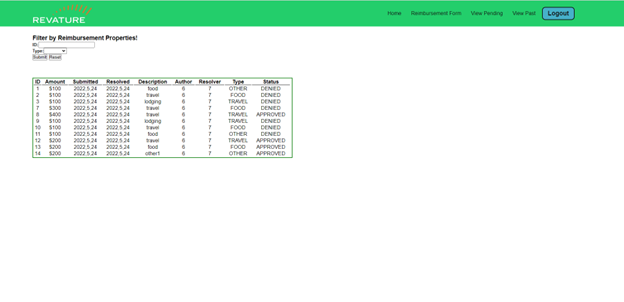 REVATURE
Home Reimbursement Form View Pending View Past Logout
Filter by Reimbursement Properties!
ID:
Type:
Submit Reset
ID Amount Submitted Resolved Description Author Resolver Type Status
1 $100 2022,5,24 2022,5,24 food 6 7 OTHER DENIED
2 $100 2022,5,24 2022,5,24 travel 6 7 FOOD DENIED
3 $100 2022,5,24 2022,5,24 lodging 6 7 TRAVEL DENIED
7 $300 2022,5,24 2022,5,24 travel 6 7 FOOD DENIED
8 $400 2022,5,24 2022,5,24 travel 6 7 TRAVEL APPROVED
9 $100 2022,5,24 2022,5,24 lodging 6 7 TRAVEL DENIED
10 $100 2022,5,24 2022,5,24 travel 6 7 FOOD DENIED
11 $100 2022,5,24 2022,5,24 food 6 7 OTHER DENIED
12 $200 2022,5,24 2022,5,24 travel 6 7 TRAVEL APPROVED
13 $200 2022,5,24 2022,5,24 food 6 7 FOOD APPROVED
14 $200 2022,5,24 2022,5,24 other1 6 7 OTHER APPROVED